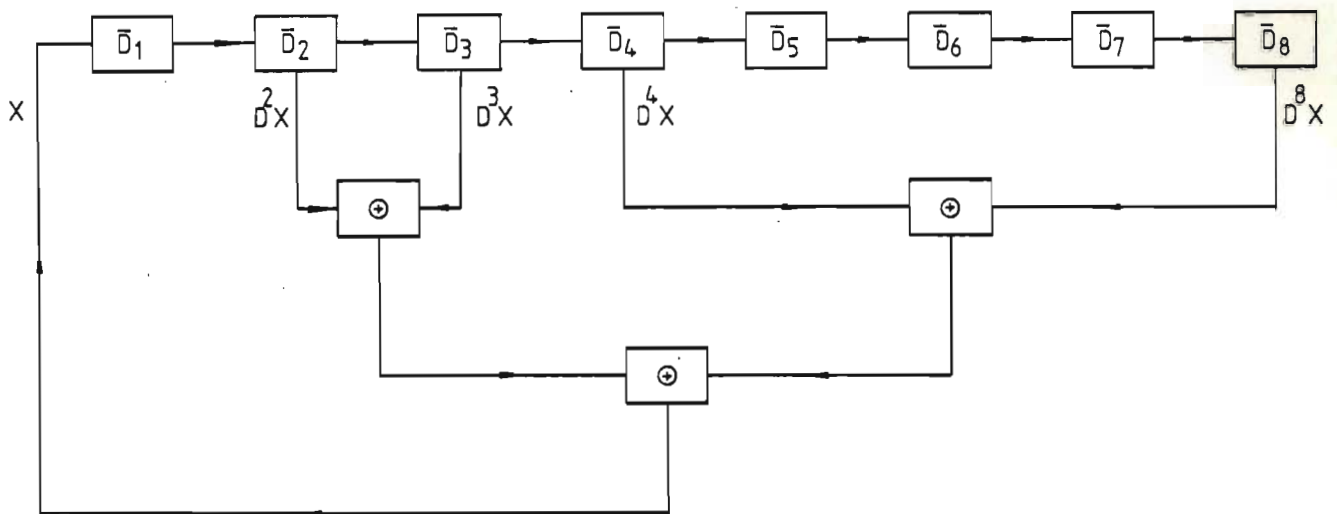 D̄₁ D̄₂ D̄₃ D̄₄ D̄₅ D̄₆ D̄₇ D̄₈
X D²X D³X D⁴X D⁸X
⊕ ⊕
⊕